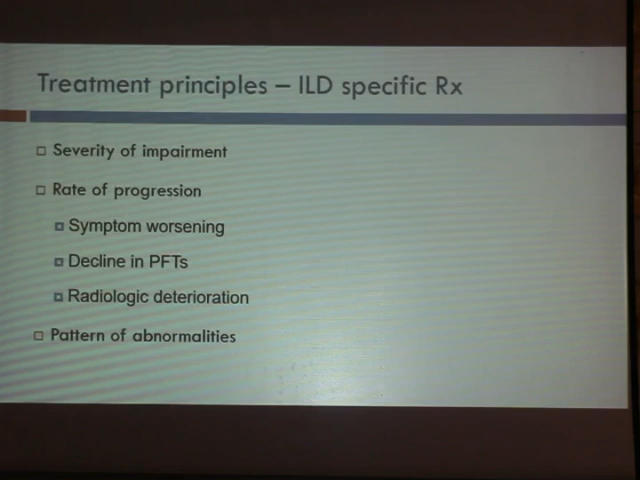 Treatment principles – ILD specific Rx
Severity of impairment
Rate of progression
Symptom worsening
Decline in PFTs
Radiologic deterioration
Pattern of abnormalities